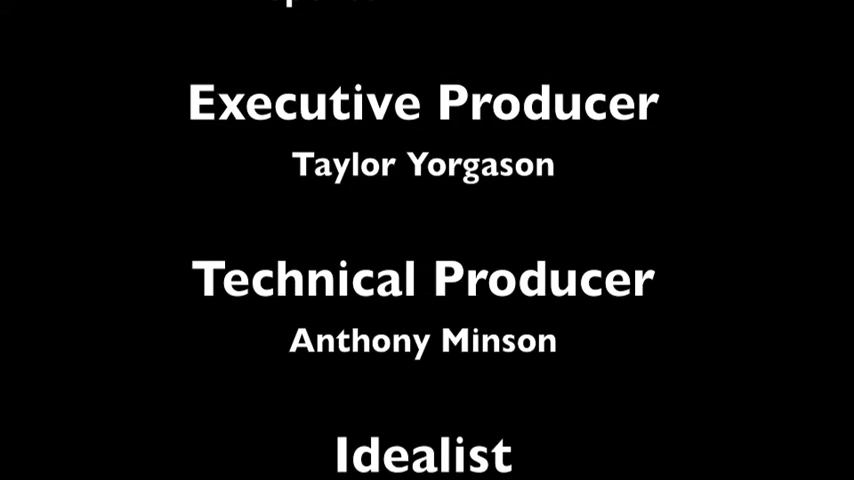 Executive Producer
Taylor Yorgason
Technical Producer
Anthony Minson
Idealist